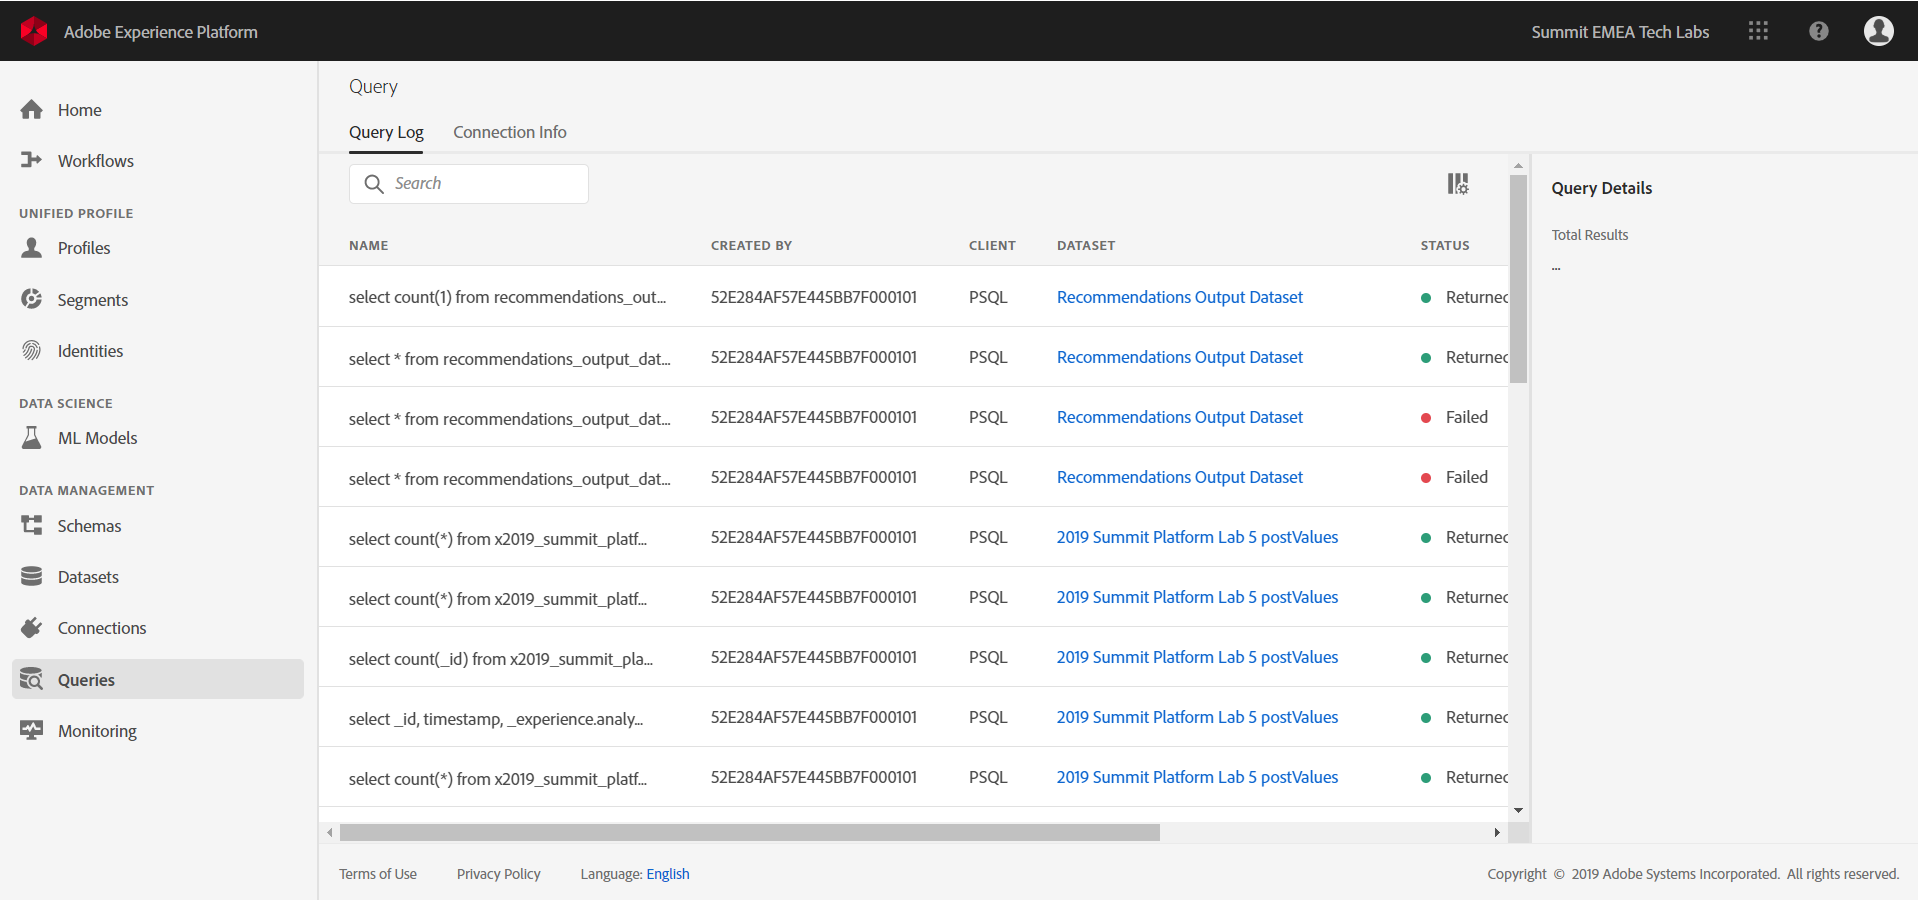 Adobe Experience Platform
Summit EMEA Tech Labs
Home
Workflows
UNIFIED PROFILE
Profiles
Segments
Identities
DATA SCIENCE
ML Models
DATA MANAGEMENT
Schemas
Datasets
Connections
Queries
Monitoring
Query
Query Log Connection Info
Search
NAME CREATED BY CLIENT DATASET STATUS
select count(1) from recommendations_out... 52E284AF57E445BB7F000101 PSQL Recommendations Output Dataset Returned
select * from recommendations_output_dat... 52E284AF57E445BB7F000101 PSQL Recommendations Output Dataset Returned
select * from recommendations_output_dat... 52E284AF57E445BB7F000101 PSQL Recommendations Output Dataset Failed
select * from recommendations_output_dat... 52E284AF57E445BB7F000101 PSQL Recommendations Output Dataset Failed
select count(*) from x2019_summit_platf... 52E284AF57E445BB7F000101 PSQL 2019 Summit Platform Lab 5 postValues Returned
select count(*) from x2019_summit_platf... 52E284AF57E445BB7F000101 PSQL 2019 Summit Platform Lab 5 postValues Returned
select count(_id) from x2019_summit_pla... 52E284AF57E445BB7F000101 PSQL 2019 Summit Platform Lab 5 postValues Returned
select _id, timestamp, _experience.analy... 52E284AF57E445BB7F000101 PSQL 2019 Summit Platform Lab 5 postValues Returned
select count(*) from x2019_summit_platf... 52E284AF57E445BB7F000101 PSQL 2019 Summit Platform Lab 5 postValues Returned
Query Details
Total Results
...
Terms of Use Privacy Policy Language: English
Copyright © 2019 Adobe Systems Incorporated. All rights reserved.